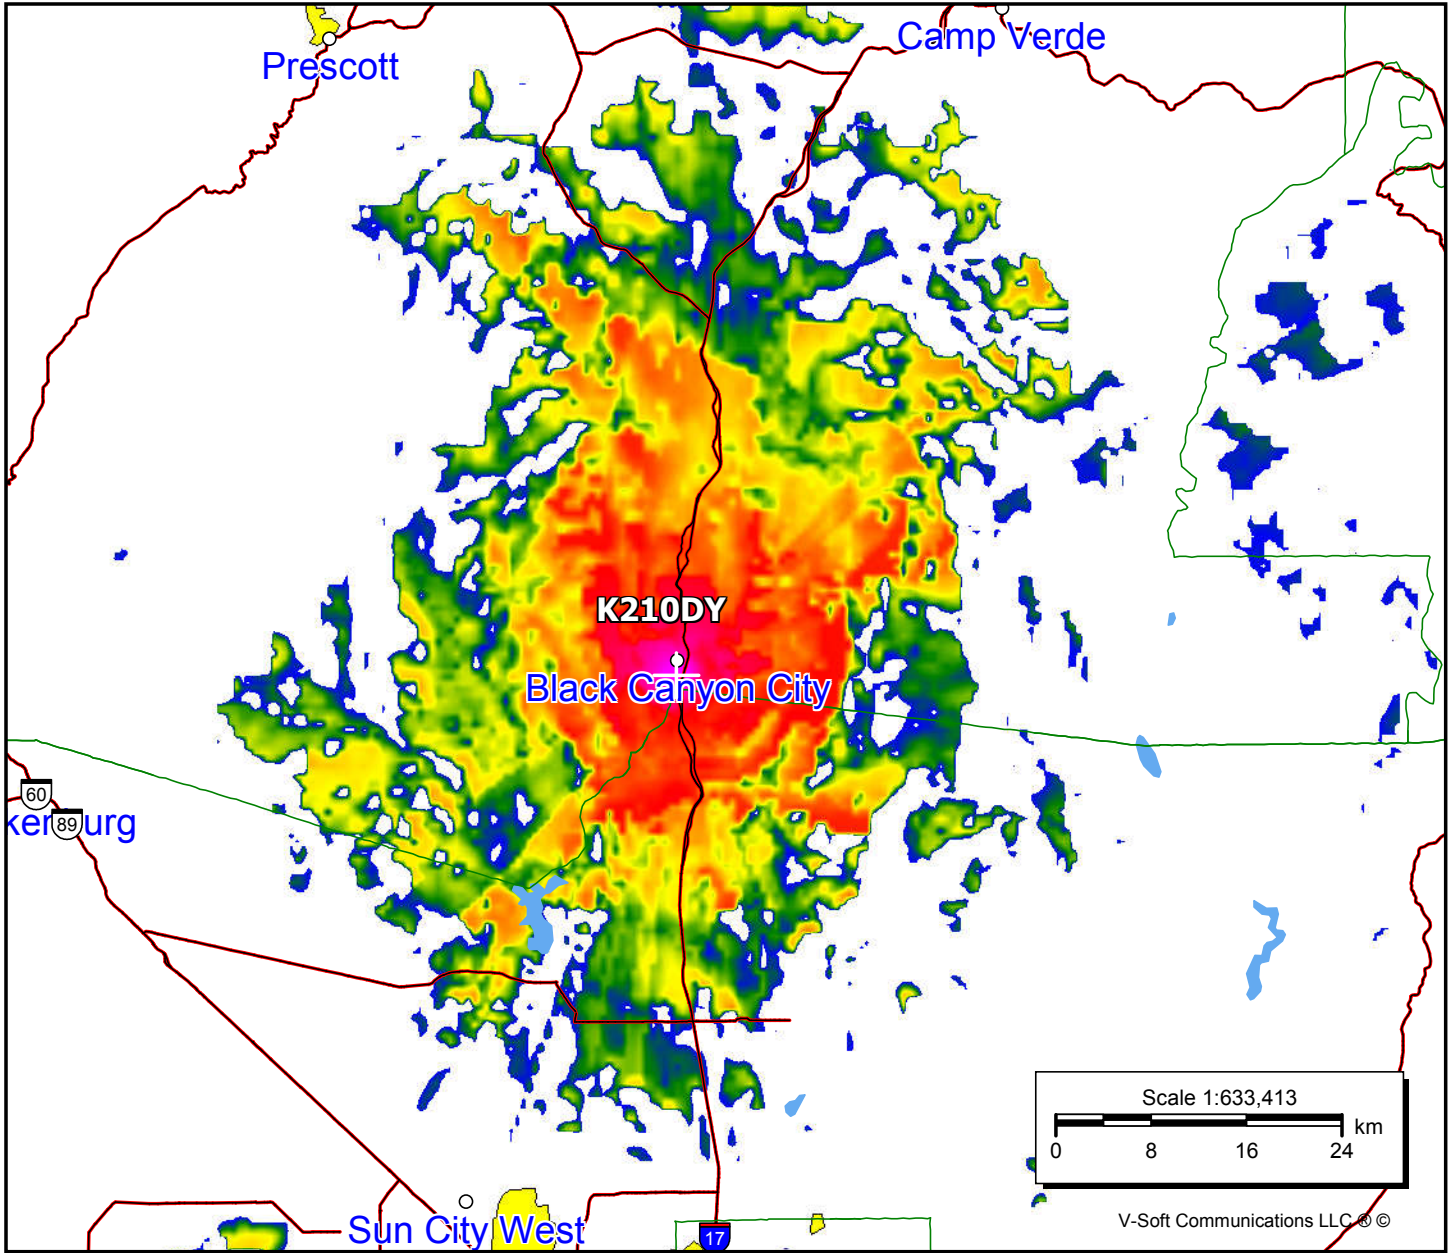 Camp Verde
Prescott
K210DY
Black Canyon City
60
89
kenburg
Scale 1:633,413
km
0 8 16 24
V-Soft Communications LLC ® ©
Sun City West
17